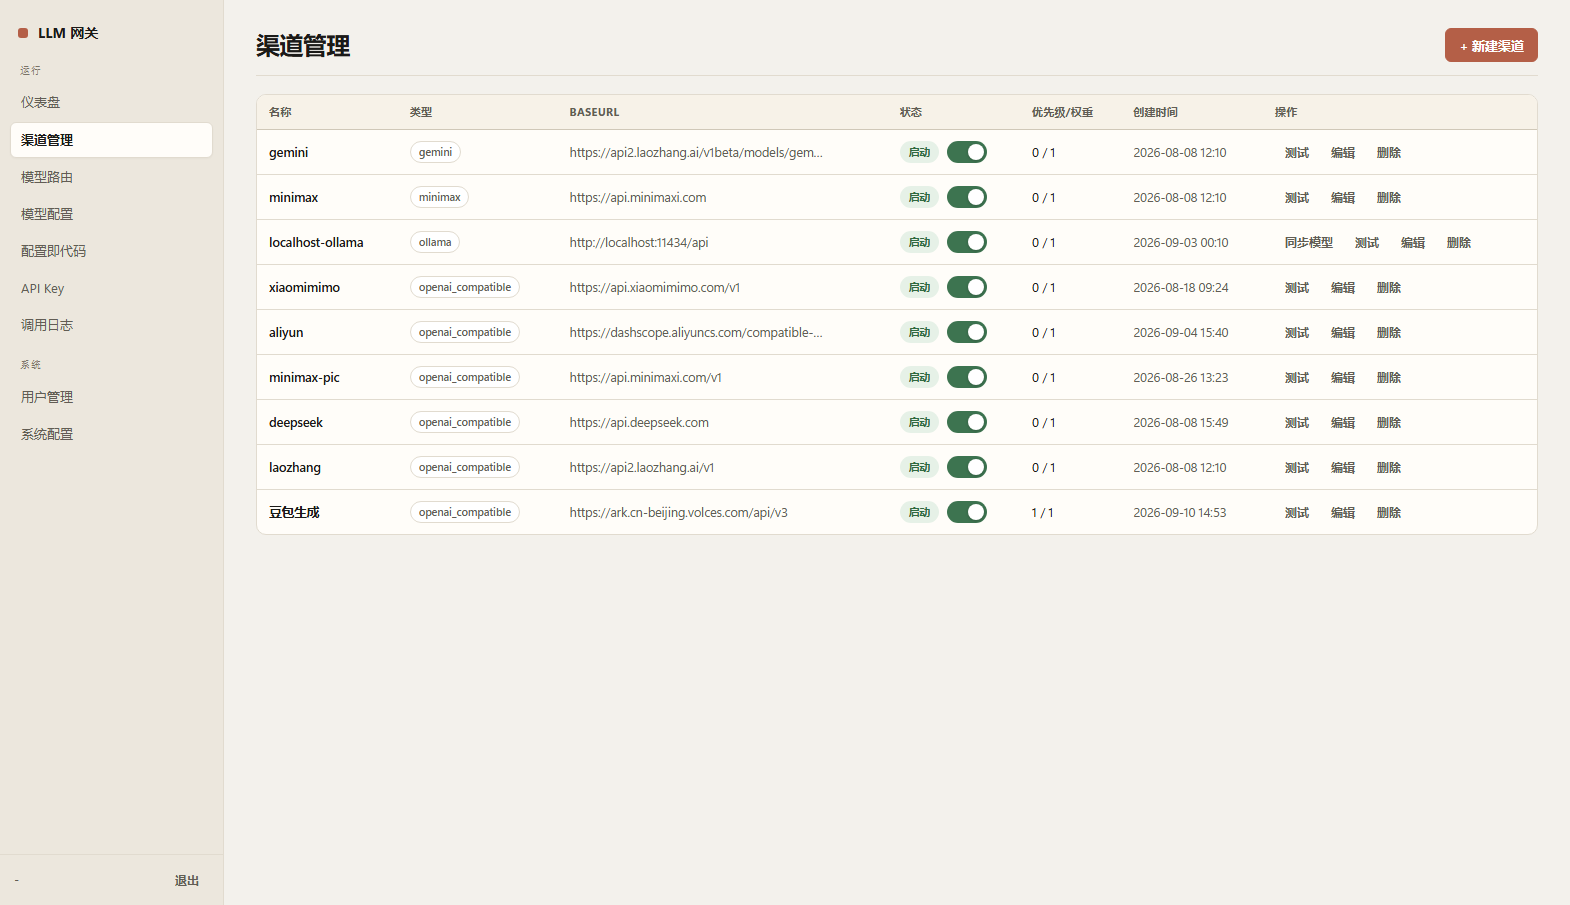 LLM 网关
运行
仪表盘
渠道管理
模型路由
模型配置
配置即代码
API Key
调用日志
系统
用户管理
系统配置
-
退出
渠道管理
+ 新建渠道
名称 类型 BASEURL 状态 优先级/权重 创建时间 操作
gemini gemini https://api2.laozhang.ai/v1beta/models/gem... 启动 0 / 1 2026-08-08 12:10 测试 编辑 删除
minimax minimax https://api.minimaxi.com 启动 0 / 1 2026-08-08 12:10 测试 编辑 删除
localhost-ollama ollama http://localhost:11434/api 启动 0 / 1 2026-09-03 00:10 同步模型 测试 编辑 删除
xiaomimimo openai_compatible https://api.xiaomimimo.com/v1 启动 0 / 1 2026-08-18 09:24 测试 编辑 删除
aliyun openai_compatible https://dashscope.aliyuncs.com/compatible-... 启动 0 / 1 2026-09-04 15:40 测试 编辑 删除
minimax-pic openai_compatible https://api.minimaxi.com/v1 启动 0 / 1 2026-08-26 13:23 测试 编辑 删除
deepseek openai_compatible https://api.deepseek.com 启动 0 / 1 2026-08-08 15:49 测试 编辑 删除
laozhang openai_compatible https://api2.laozhang.ai/v1 启动 0 / 1 2026-08-08 12:10 测试 编辑 删除
豆包生成 openai_compatible https://ark.cn-beijing.volces.com/api/v3 启动 1 / 1 2026-09-10 14:53 测试 编辑 删除